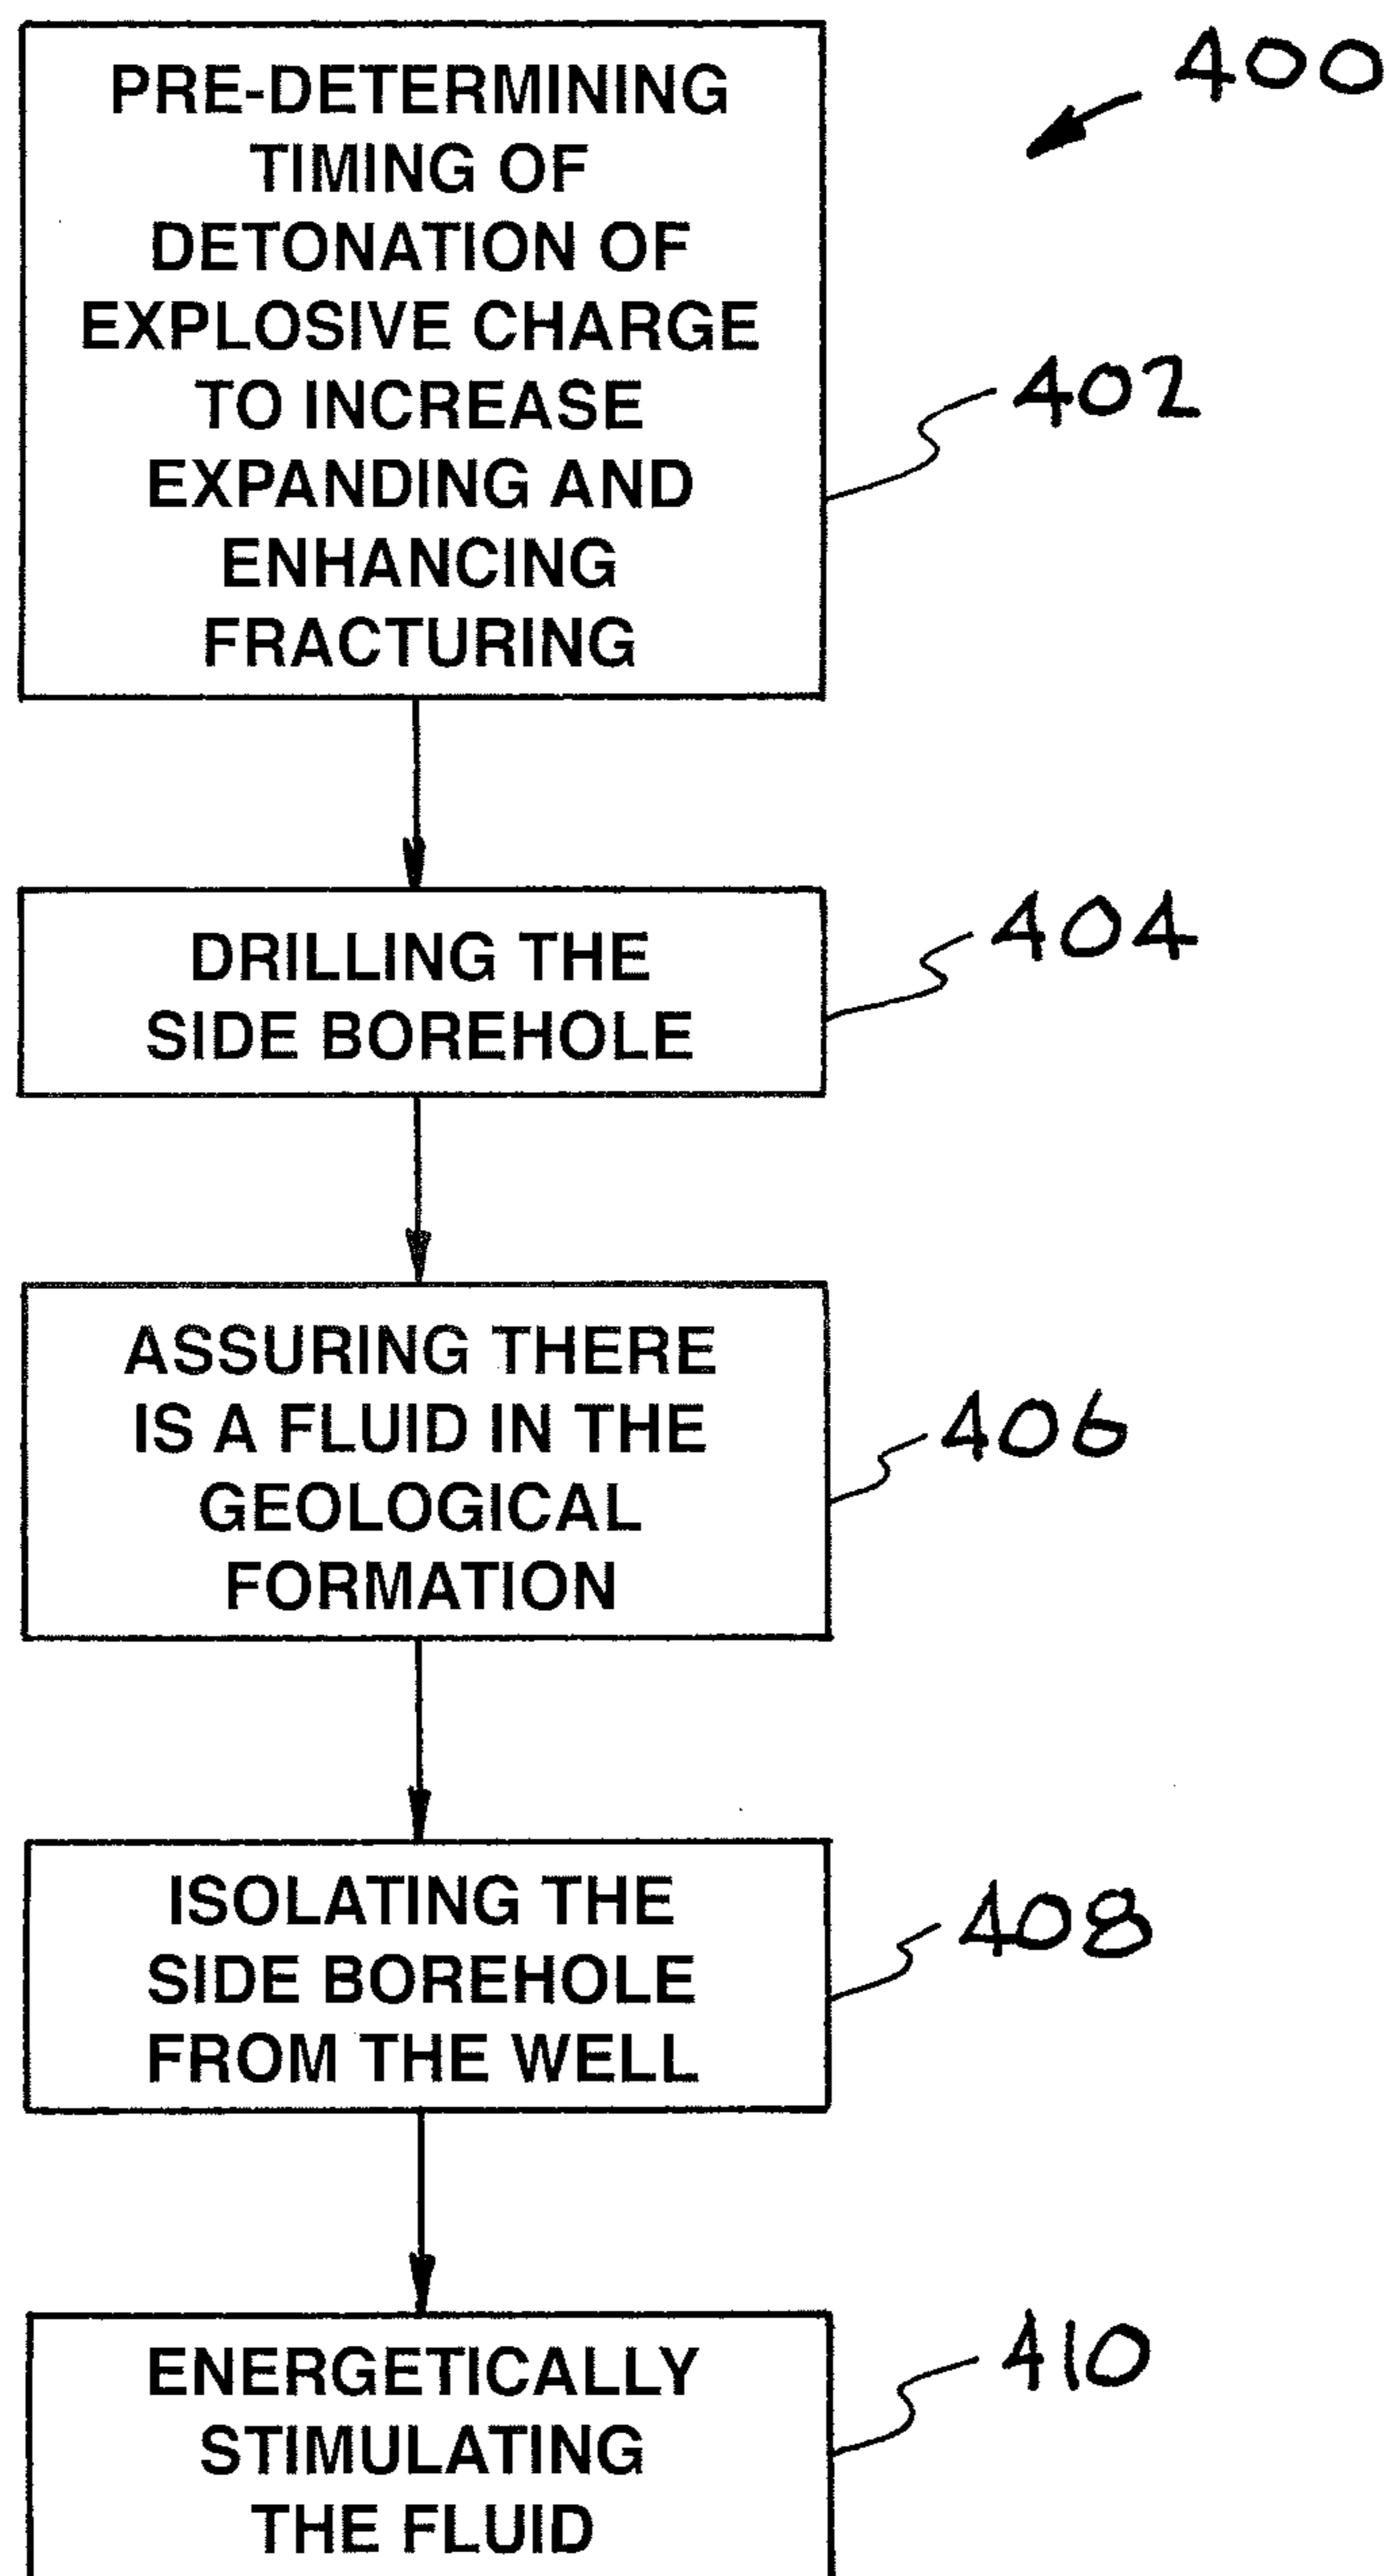 400
PRE-DETERMINING
TIMING OF
DETONATION OF
EXPLOSIVE CHARGE
TO INCREASE
EXPANDING AND
ENHANCING
FRACTURING
402
DRILLING THE
SIDE BOREHOLE
404
ASSURING THERE
IS A FLUID IN THE
GEOLOGICAL
FORMATION
406
ISOLATING THE
SIDE BOREHOLE
FROM THE WELL
408
ENERGETICALLY
STIMULATING
THE FLUID
410